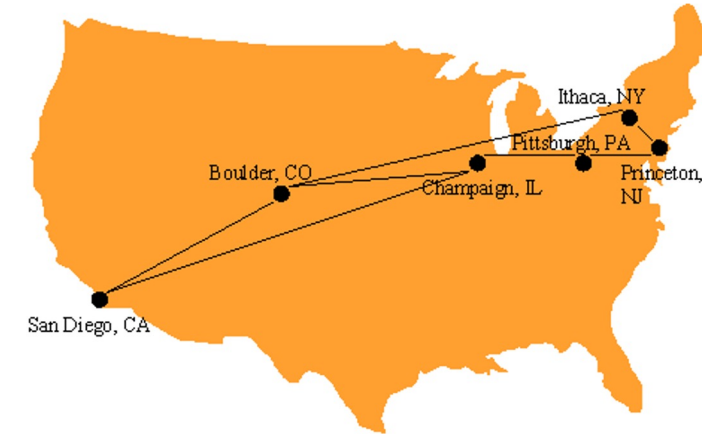 Ithaca, NY
Pittsburgh, PA
Boulder, CO
Champaign, IL
Princeton,
NJ
San Diego, CA